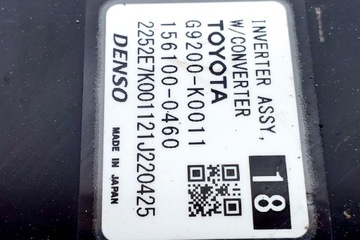 INVERTER ASSY,
W/CONVERTER
18
TOYOTA
G9200-K0011
156100-0460
2252E7K001121J220425
DENSO
MADE IN JAPAN